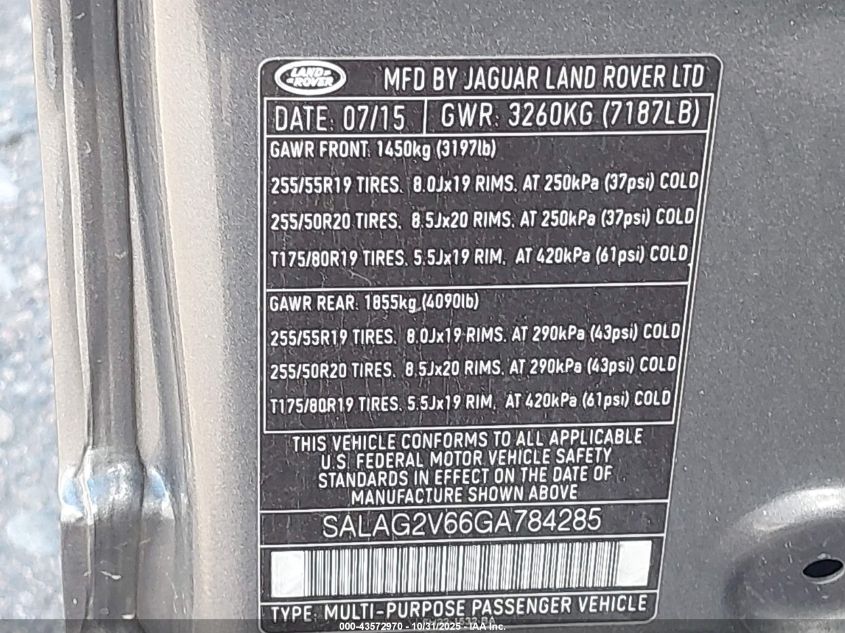 LAND ROVER MFD BY JAGUAR LAND ROVER LTD
DATE: 07/15 GWR: 3260KG (7187LB)
GAWR FRONT: 1450kg (3197lb)
255/55R19 TIRES, 8.0Jx19 RIMS, AT 250kPa (37psi) COLD
255/50R20 TIRES, 8.5Jx20 RIMS, AT 250kPa (37psi) COLD
T175/80R19 TIRES, 5.5Jx19 RIM, AT 420kPa (61psi) COLD
GAWR REAR: 1855kg (4090lb)
255/55R19 TIRES, 8.0Jx19 RIMS, AT 290kPa (43psi) COLD
255/50R20 TIRES, 8.5Jx20 RIMS, AT 290kPa (43psi) COLD
T175/80R19 TIRES, 5.5Jx19 RIM, AT 420kPa (61psi) COLD
THIS VEHICLE CONFORMS TO ALL APPLICABLE
U.S. FEDERAL MOTOR VEHICLE SAFETY
STANDARDS IN EFFECT ON THE DATE OF
MANUFACTURE SHOWN ABOVE
SALAG2V66GA784285
TYPE: MULTI-PURPOSE PASSENGER VEHICLE
000-43572970 - 10/31/2025 - IAAI, Inc.